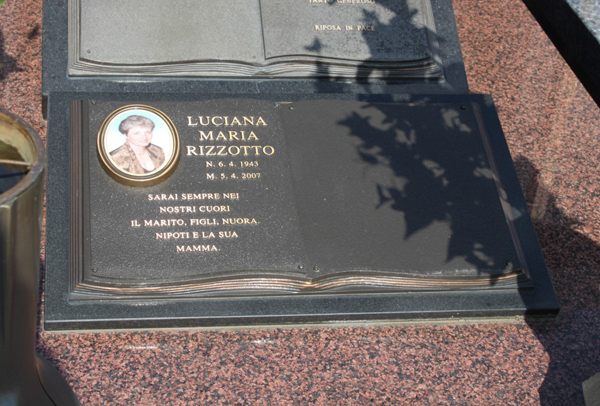 RIPOSA IN PACE
LUCIANA
MARIA
RIZZOTTO
N. 6. 4. 1943
M. 5. 4. 2007
SARAI SEMPRE NEI
NOSTRI CUORI
IL MARITO, FIGLI, NUORA
NIPOTI E LA SUA
MAMMA.